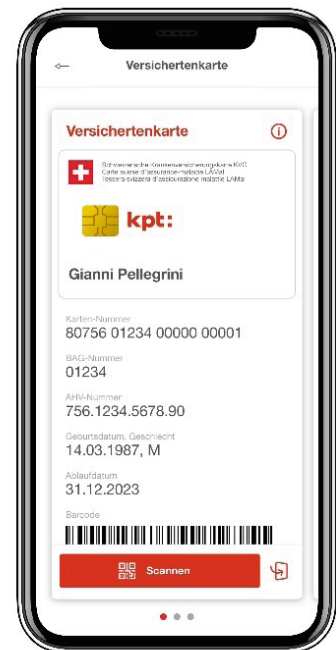 Versichertenkarte
Versichertenkarte
Schweizerische Krankenversicherungskarte KVG
Carte suisse d'assurance-maladie LAMal
Tessera svizzera d'assicurazione malattie LAMal
kpt:
Gianni Pellegrini
Karten-Nummer
80756 01234 00000 00001
BAG-Nummer
01234
AHV-Nummer
756.1234.5678.90
Geburtsdatum, Geschlecht
14.03.1987, M
Ablaufdatum
31.12.2023
Barcode
Scannen